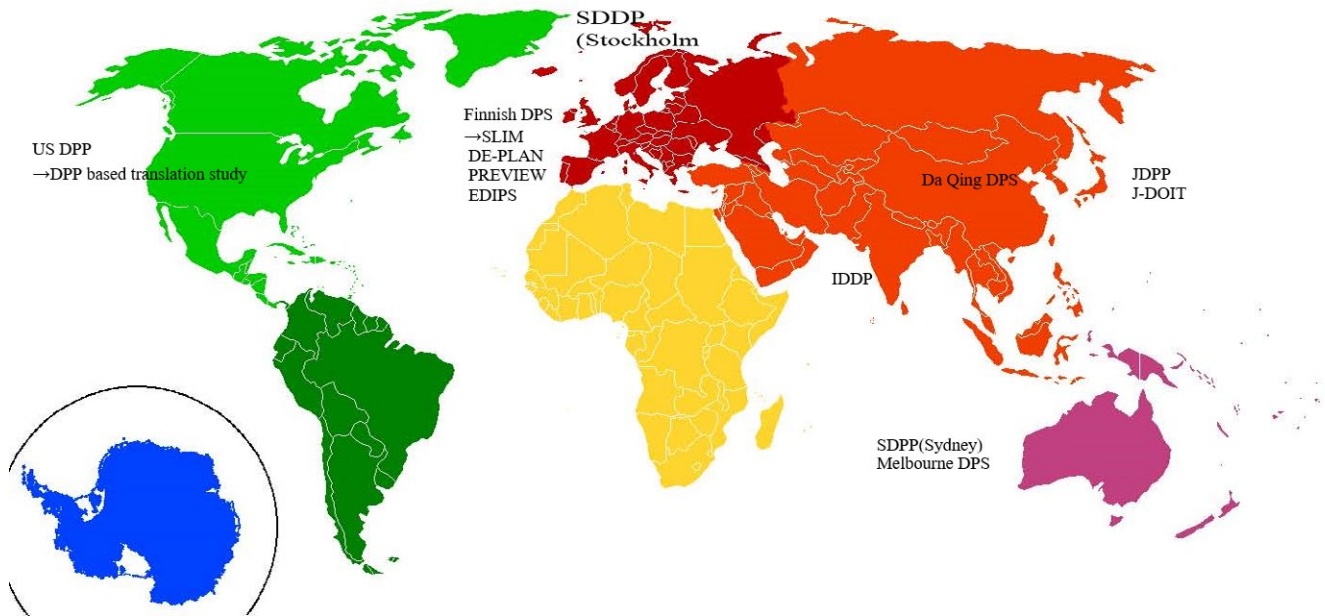 SDDP
(Stockholm
Finnish DPS
→SLIM
DE-PLAN
PREVIEW
EDIPS
US DPP
→DPP based translation study
Da Qing DPS
JDPP
J-DOIT
IDDP
SDPP(Sydney)
Melbourne DPS